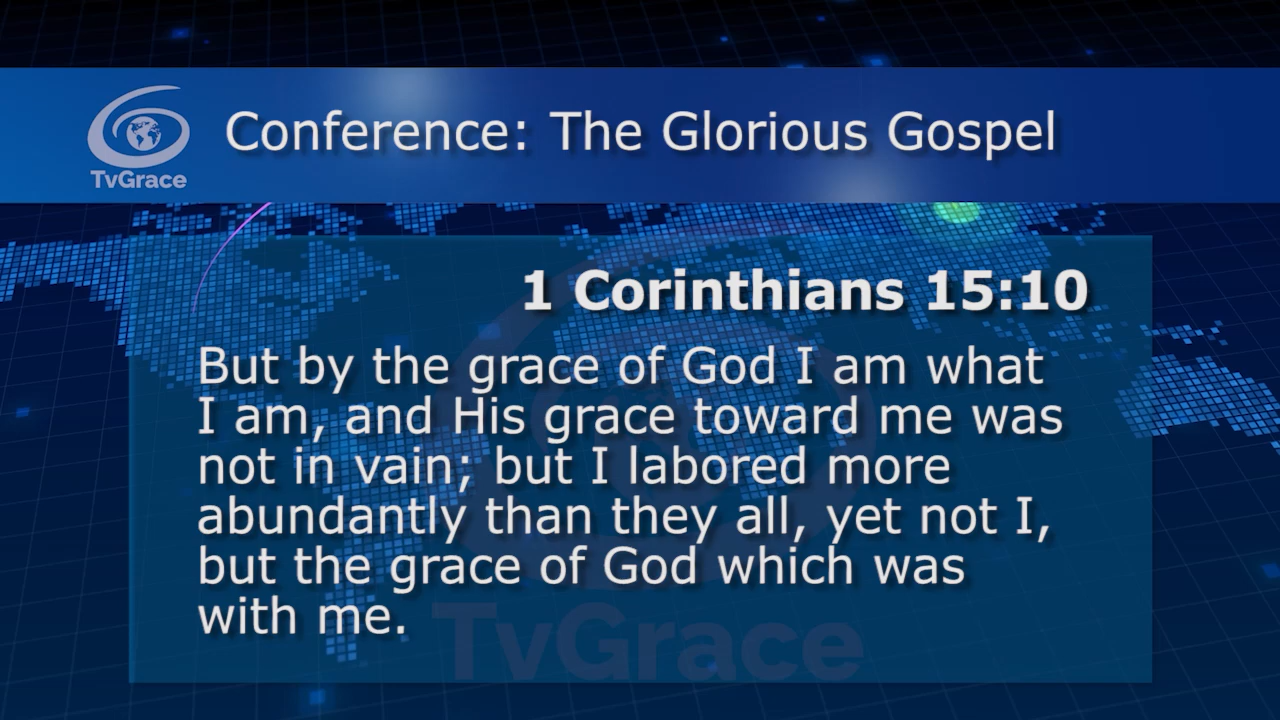 Conference: The Glorious Gospel
TvGrace
1 Corinthians 15:10
But by the grace of God I am what
I am, and His grace toward me was
not in vain; but I labored more
abundantly than they all, yet not I,
but the grace of God which was
with me.
TvGrace